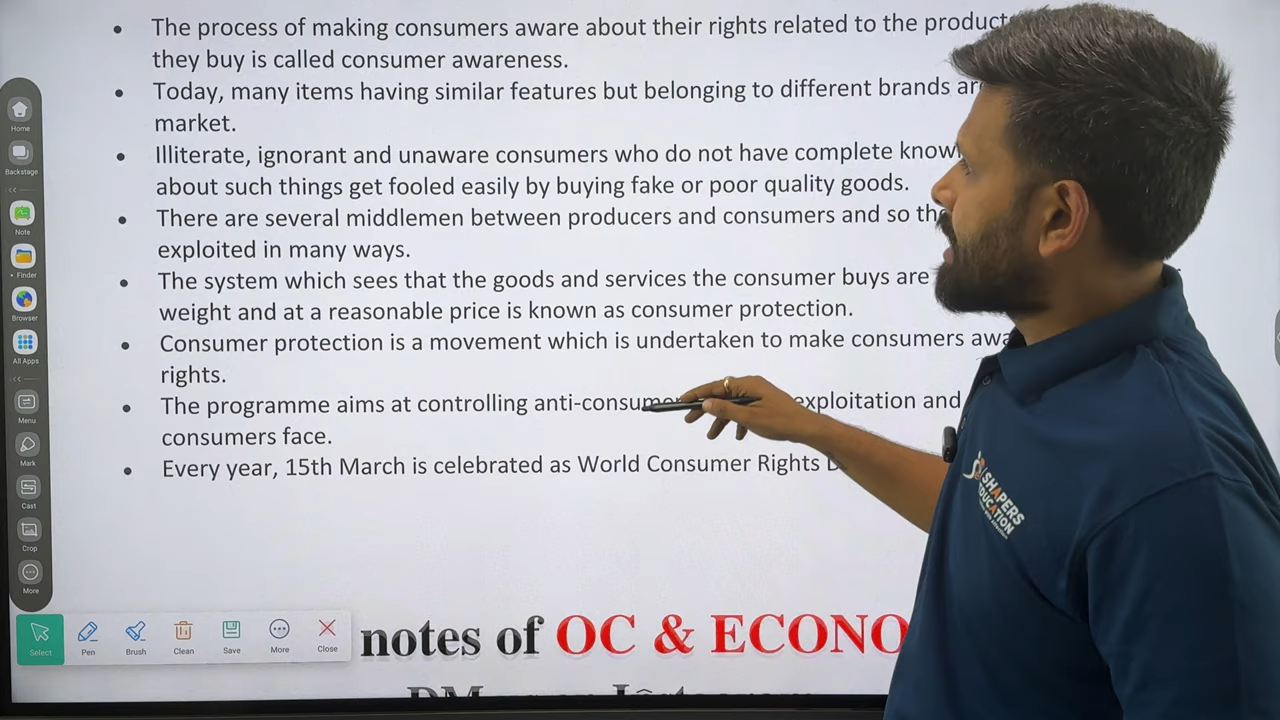 The process of making consumers aware about their rights related to the product
they buy is called consumer awareness.
Today, many items having similar features but belonging to different brands are
market.
Illiterate, ignorant and unaware consumers who do not have complete
about such things get fooled easily by buying fake or poor quality goods.
There are several middlemen between producers and consumers and so
exploited in many ways.
The system which sees that the goods and services the consumer buys are
weight and at a reasonable price is known as consumer protection.
Consumer protection is a movement which is undertaken to make consumers
rights.
The programme aims at controlling exploitation and
consumers face.
Every year, 15th March is celebrated as World Consumer Rights
notes of OC & ECONO
Home
Backstage
Note
Finder
Browser
All Apps
Menu
Mark
Cast
Crop
More
Select
Pen
Brush
Clean
Save
More
Close
SHAPERS
EDUCATION